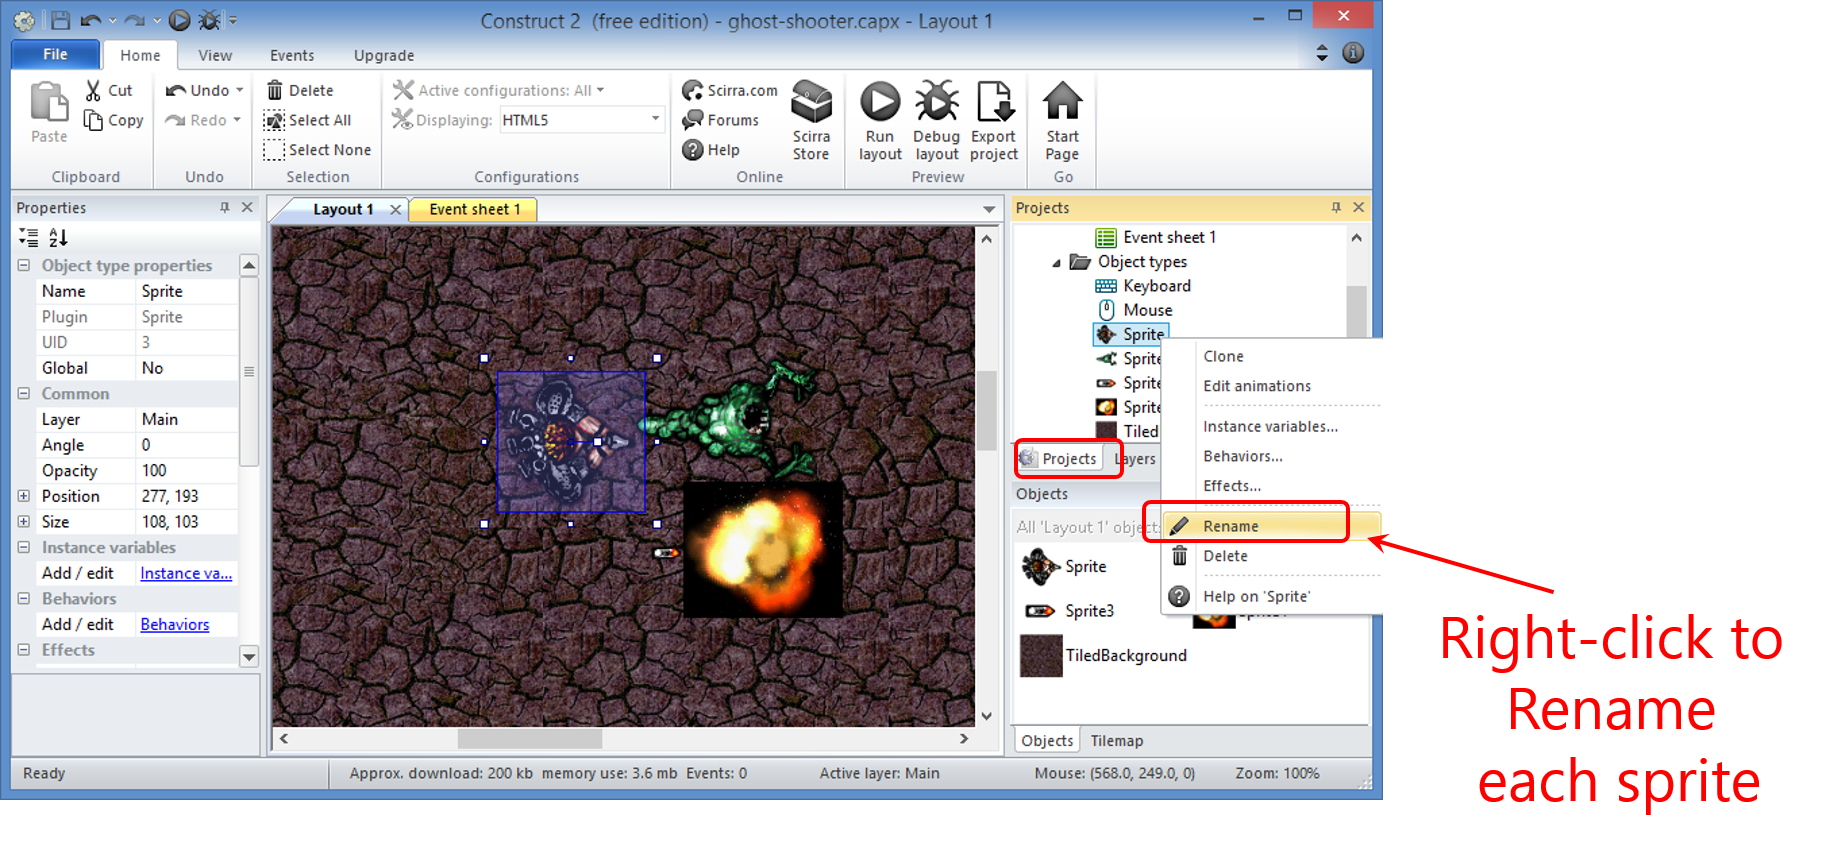 Construct 2 (free edition) - ghost-shooter.capx - Layout 1
File Home View Events Upgrade
Paste
Cut
Copy
Clipboard
Undo
Redo
Undo
Delete
Select All
Select None
Selection
Active configurations: All
Displaying: HTML5
Configurations
Scirra.com
Forums
Help
Scirra
Store
Online
Run
layout
Debug
layout
Export
project
Preview
Start
Page
Go
Properties
Object type properties
Name Sprite
Plugin Sprite
UID 3
Global No
Common
Layer Main
Angle 0
Opacity 100
Position 277, 193
Size 108, 103
Instance variables
Add / edit Instance va...
Behaviors
Add / edit Behaviors
Effects
Layout 1
Event sheet 1
Projects
Event sheet 1
Object types
Keyboard
Mouse
Sprite
Sprite
Sprite
Sprite
Tiled
Projects Layers
Clone
Edit animations
Instance variables...
Behaviors...
Effects...
Rename
Delete
Help on 'Sprite'
Objects
All 'Layout 1' objects
Sprite
Sprite3
TiledBackground
Objects Tilemap
Ready
Approx. download: 200 kb memory use: 3.6 mb Events: 0
Active layer: Main
Mouse: (568.0, 249.0, 0)
Zoom: 100%
Right-click to
Rename
each sprite